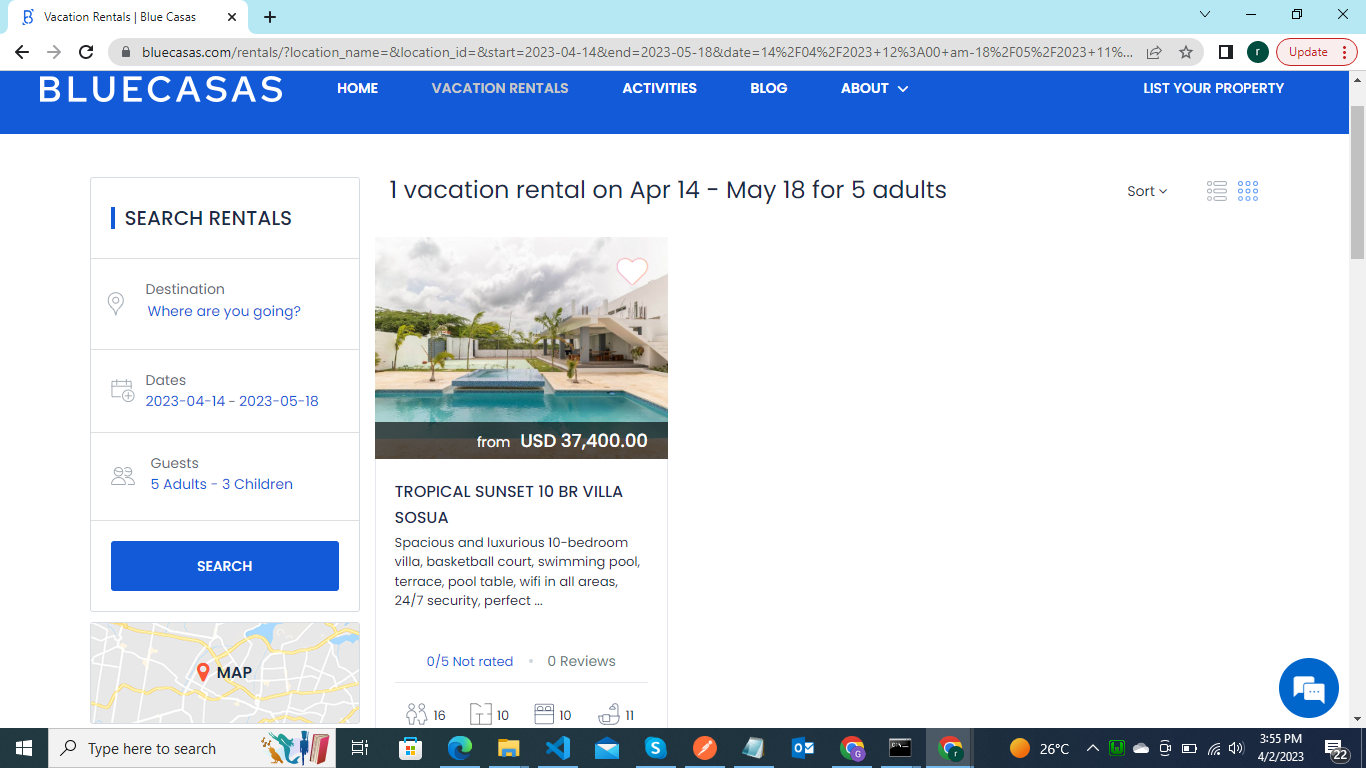 Vacation Rentals | Blue Casas
bluecasas.com/rentals/?location_name=&location_id=&start=2023-04-14&end=2023-05-18&date=14%2F04%2F2023+12%3A00+am-18%2F05%2F2023+11%...
r
Update
BLUECASAS
HOME
VACATION RENTALS
ACTIVITIES
BLOG
ABOUT
LIST YOUR PROPERTY
SEARCH RENTALS
Destination
Where are you going?
Dates
2023-04-14 - 2023-05-18
Guests
5 Adults - 3 Children
SEARCH
MAP
1 vacation rental on Apr 14 - May 18 for 5 adults
Sort
from USD 37,400.00
TROPICAL SUNSET 10 BR VILLA
SOSUA
Spacious and luxurious 10-bedroom
villa, basketball court, swimming pool,
terrace, pool table, wifi in all areas,
24/7 security, perfect ...
0/5 Not rated • 0 Reviews
16 10 10 11
Type here to search
26°C
3:55 PM
4/2/2023
22